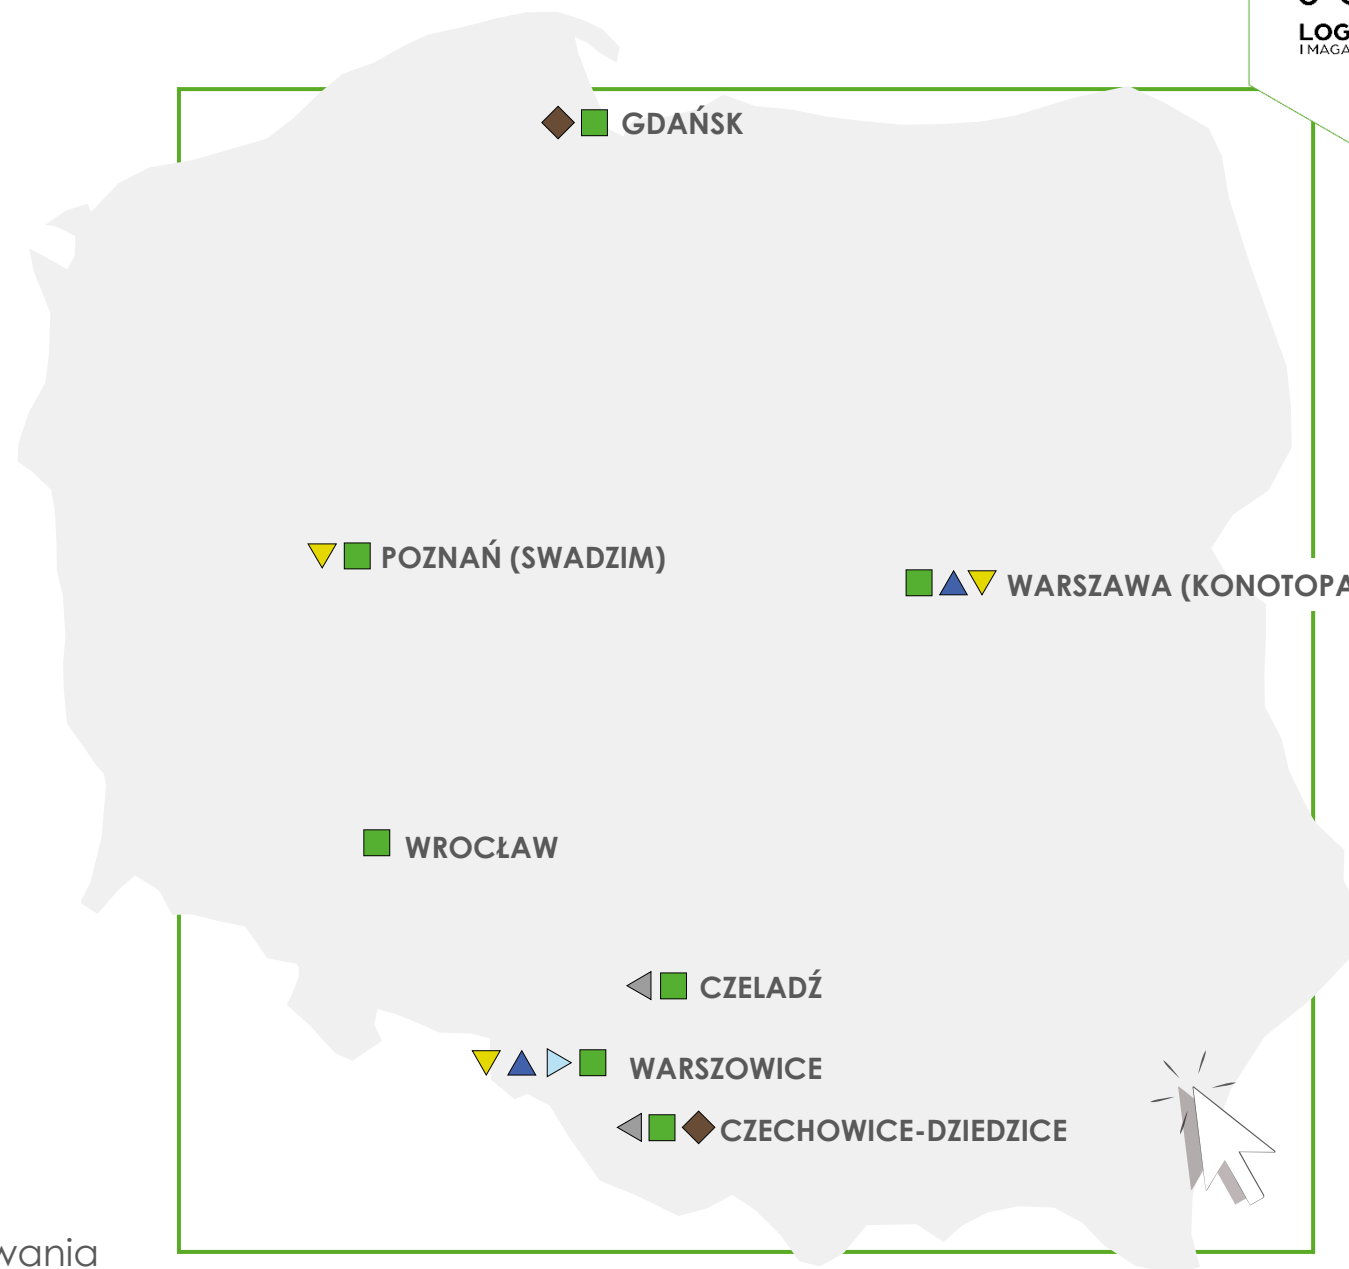 LOG
I MAGA
GDAŃSK
POZNAŃ (SWADZIM)
WARSZAWA (KONOTOPA
WROCŁAW
CZELADŹ
WARSZOWICE
CZECHOWICE-DZIEDZICE
wania